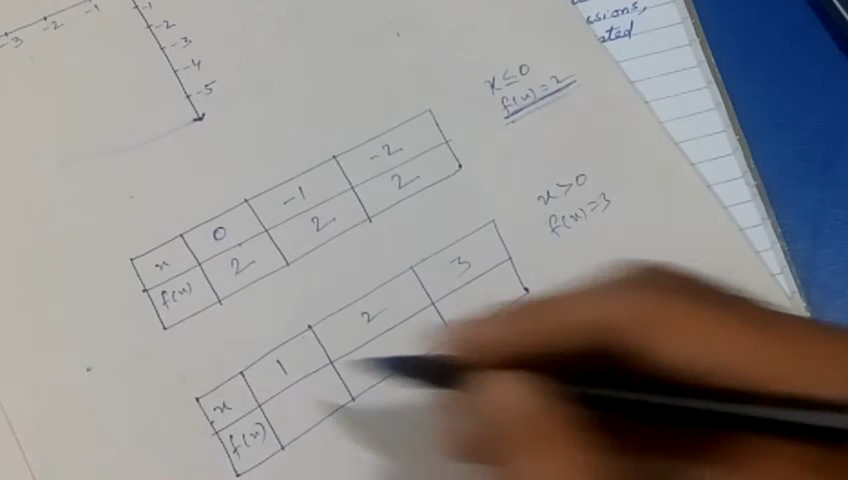 -3 -2 -1
-1
-2
-3
-4
-5
ssions,
ated
x≤0
f(x)=2
x 0 -1 -2
f(x) 2 2 2
x>0
f(x)=3
x 1 2 3
f(x)